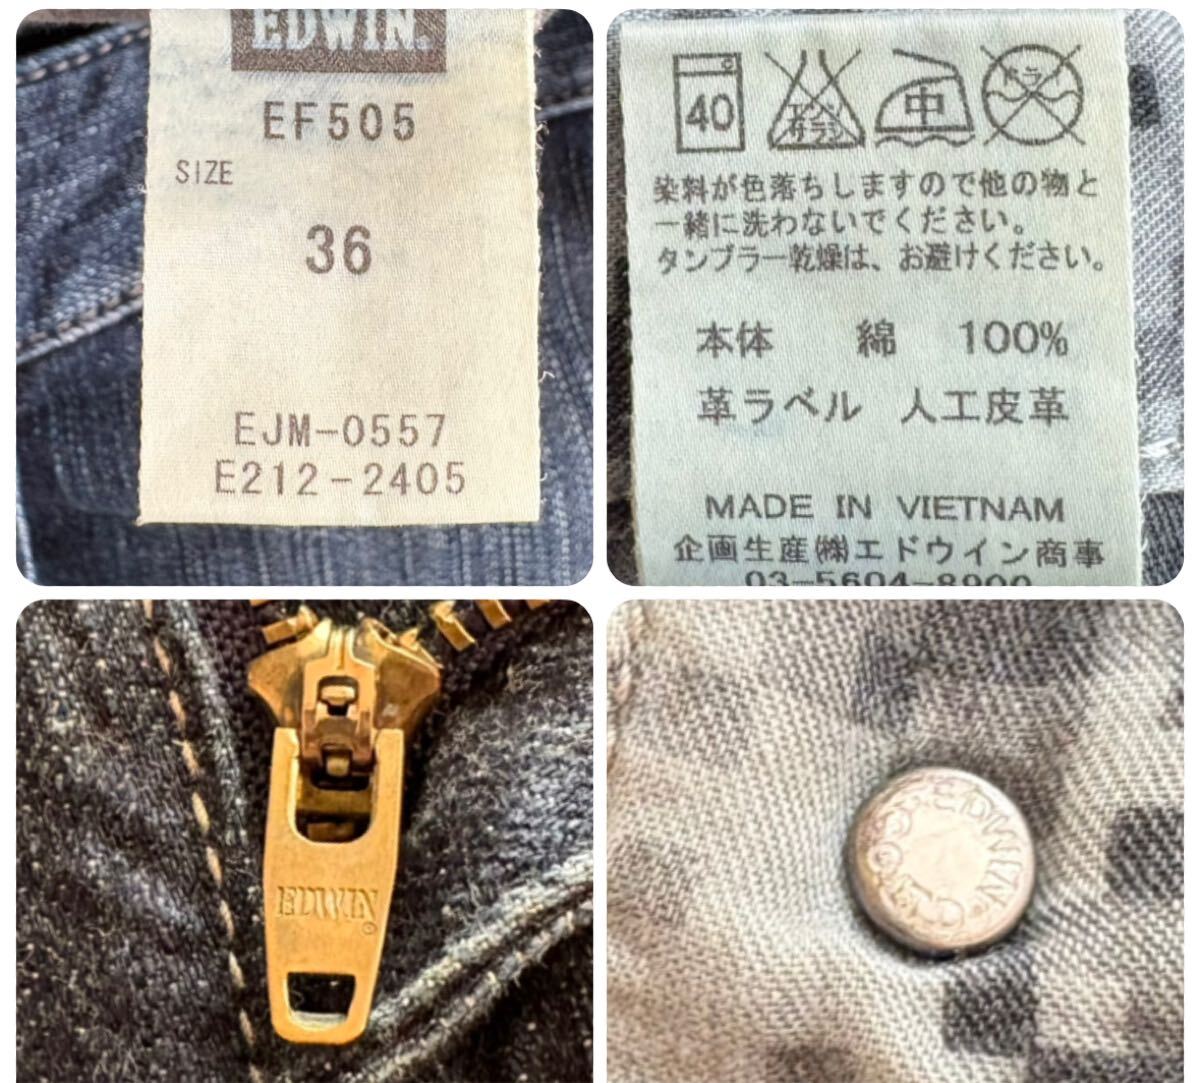 EDWIN.
EF505
SIZE
36
EJM-0557
E212-2405
40
エンソ
サラシ
中
ドライ
染料が色落ちしますので他の物と
一緒に洗わないでください。
タンブラー乾燥は、お避けください。
本体 綿 100%
革ラベル 人工皮革
MADE IN VIETNAM
企画生産㈱エドウイン商事
03-5604-8900
EDWIN
©
EDWIN